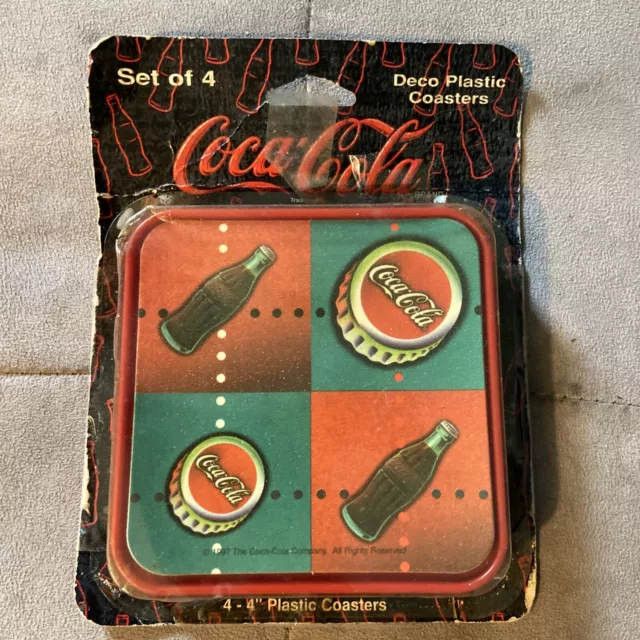 Set of 4
Deco Plastic
Coasters
Coca-Cola
BRAND
Coca-Cola
Coca-Cola
© 1997 The Coca-Cola Company. All Rights Reserved
4 - 4" Plastic Coasters